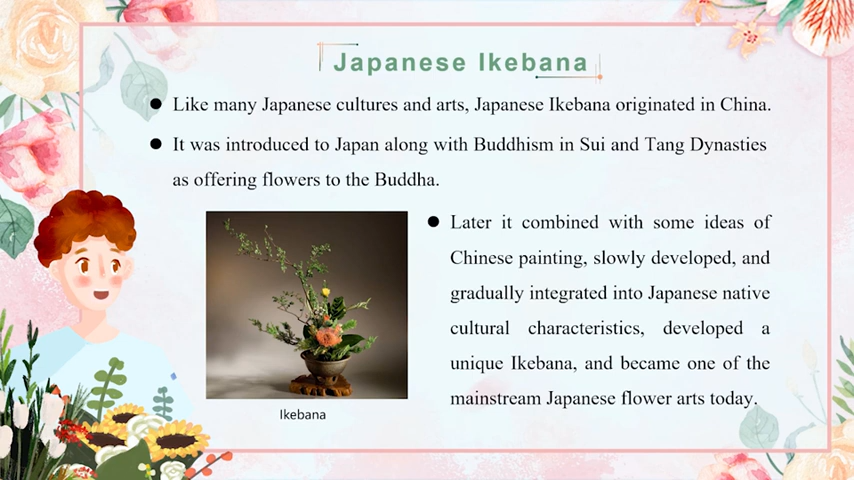 Japanese Ikebana
● Like many Japanese cultures and arts, Japanese Ikebana originated in China.
● It was introduced to Japan along with Buddhism in Sui and Tang Dynasties
as offering flowers to the Buddha.
● Later it combined with some ideas of
Chinese painting, slowly developed, and
gradually integrated into Japanese native
cultural characteristics, developed a
unique Ikebana, and became one of the
mainstream Japanese flower arts today.
Ikebana